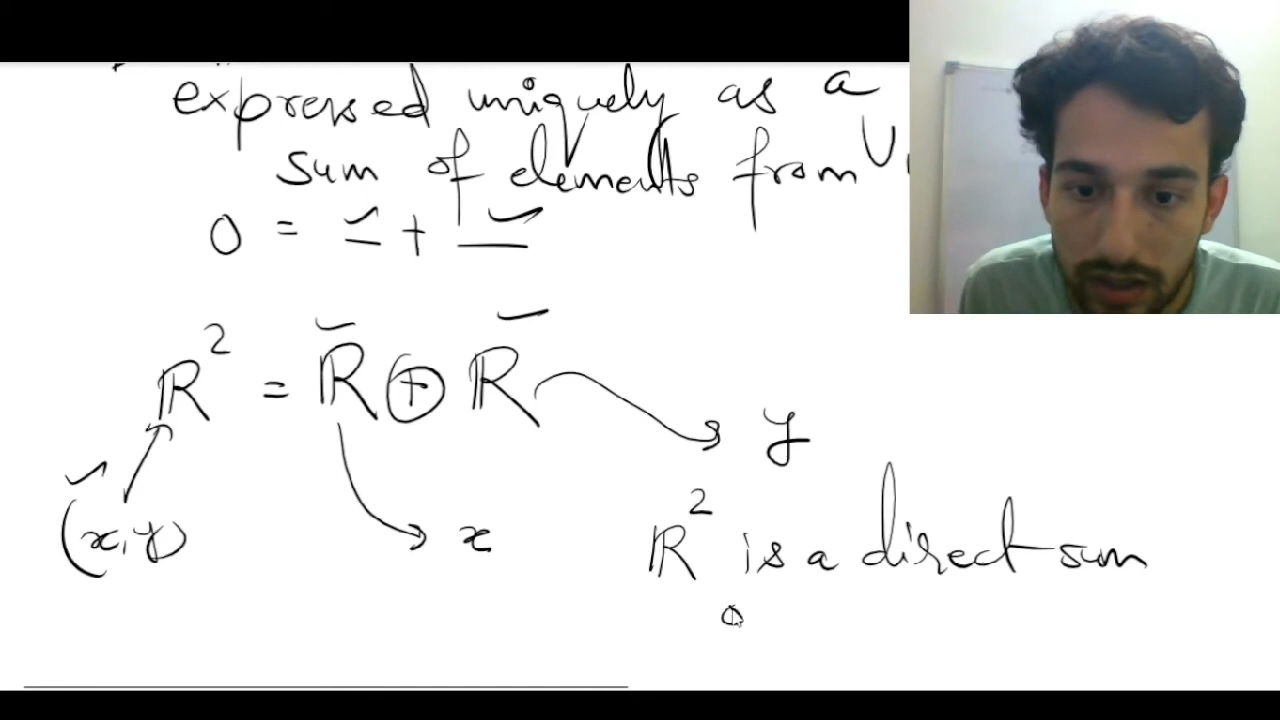 expressed uniquely as a
sum of elements from U
0 = +
ℝ² = ℝ ⊕ ℝ
y
(x,y)
x
ℝ² is a direct sum
o